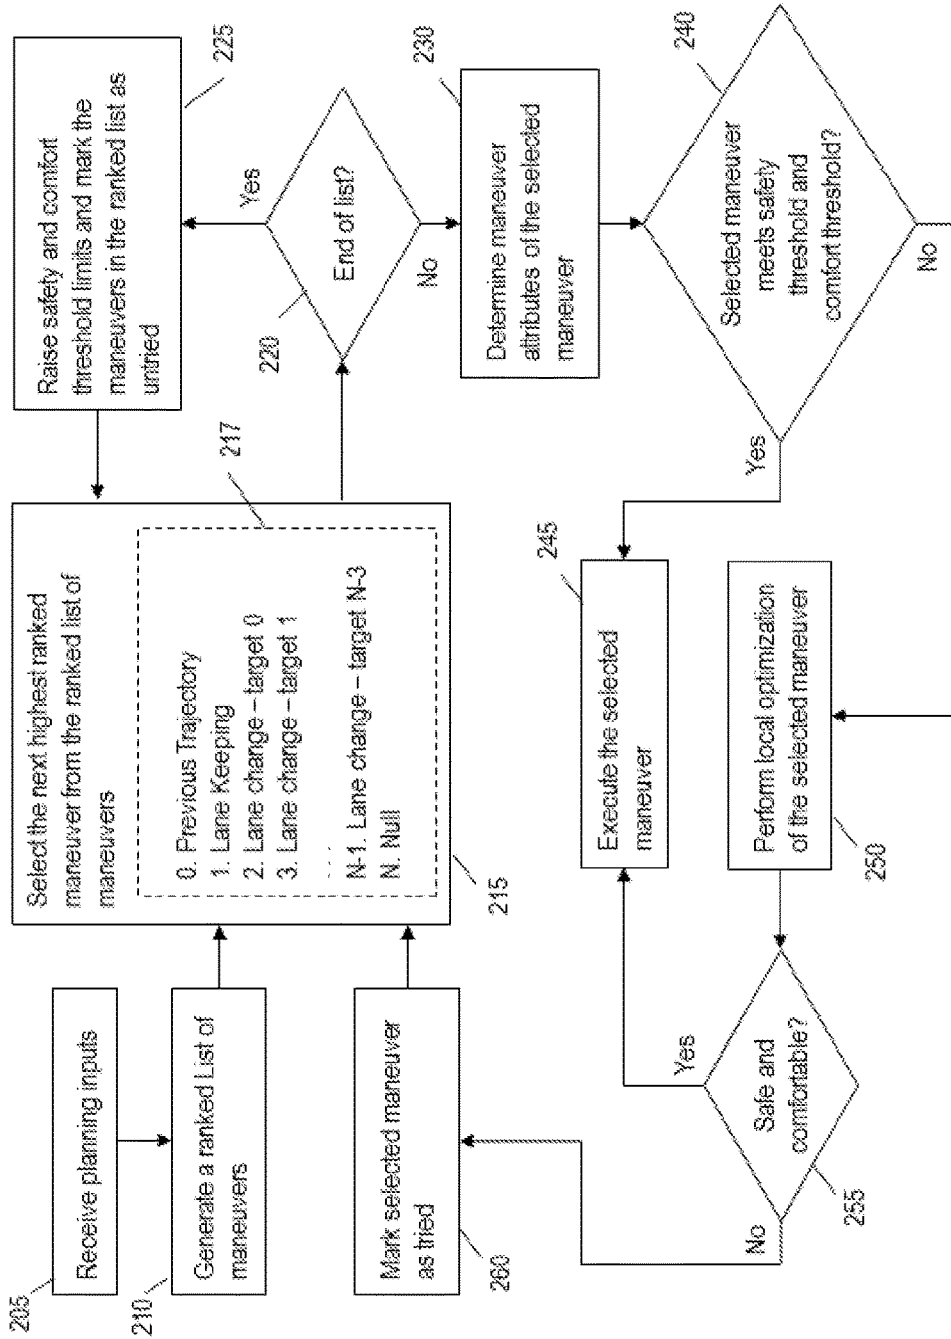 205
Receive planning inputs
210
Generate a ranked List of
maneuvers
Select the next highest ranked
maneuver from the ranked list of
maneuvers
217
0. Previous Trajectory
1. Lane Keeping
2. Lane change – target 0
3. Lane change – target 1
. . .
N-1. Lane change – target N-3
N. Null
215
Raise safety and comfort
threshold limits and mark the
maneuvers in the ranked list as
untried
225
Yes
End of list?
220
No
230
Determine maneuver
attributes of the selected
maneuver
240
Selected maneuver
meets safety
threshold and
comfort threshold?
Yes
No
245
Execute the selected
maneuver
Perform local optimization
of the selected maneuver
250
Safe and
comfortable?
255
Yes
No
Mark selected maneuver
as tried
260